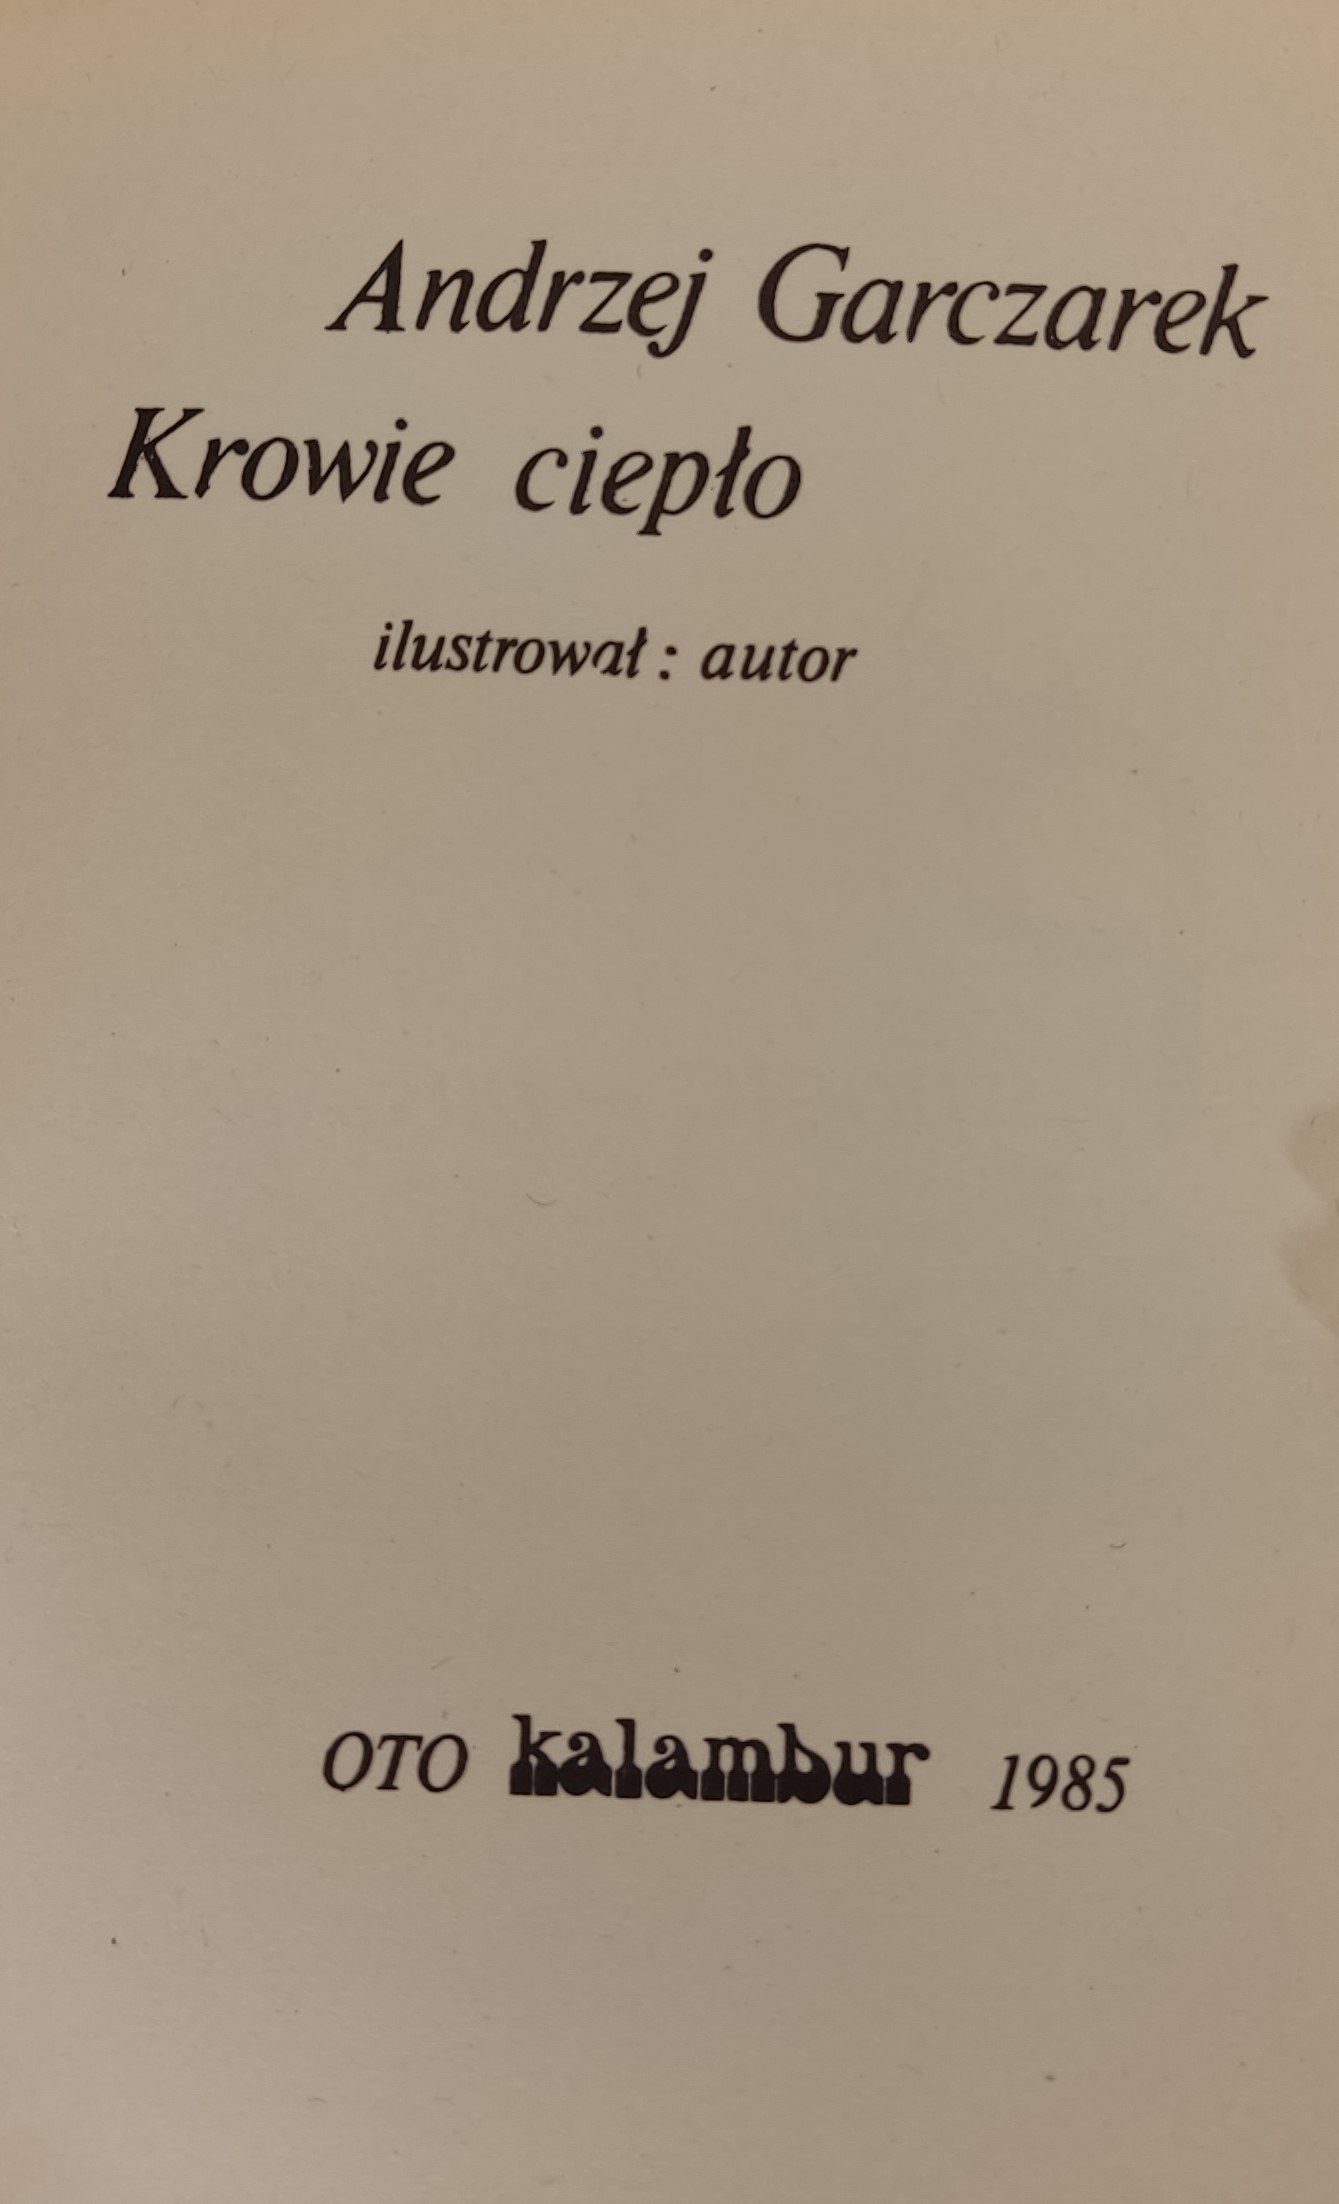 Andrzej Garczarek
Krowie ciepło
ilustrował: autor
OTO kalambur 1985